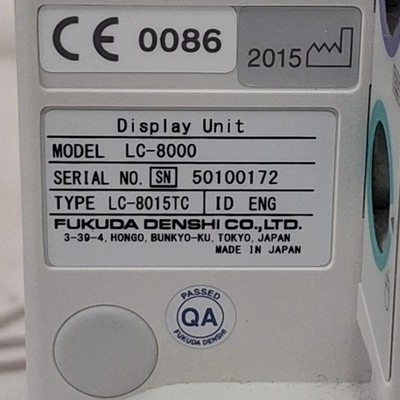 CE 0086
2015
Display Unit
MODEL LC-8000
SERIAL NO. SN 50100172
TYPE LC-8015TC ID ENG
FUKUDA DENSHI CO., LTD.
3-39-4, HONGO, BUNKYO-KU, TOKYO, JAPAN
MADE IN JAPAN
PASSED
QA
FUKUDA DENSHI